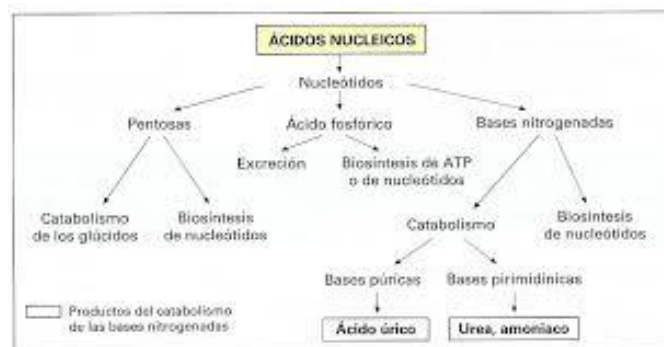 ÁCIDOS NUCLEICOS
Nucleótidos
Pentosas
Ácido fosfórico
Bases nitrogenadas
Excreción
Biosíntesis de ATP
o de nucleótidos
Catabolismo
de los glúcidos
Biosíntesis
de nucleótidos
Catabolismo
Biosíntesis
de nucleótidos
Bases púricas
Bases pirimidínicas
Productos del catabolismo
de las bases nitrogenadas
Ácido úrico
Urea, amoniaco